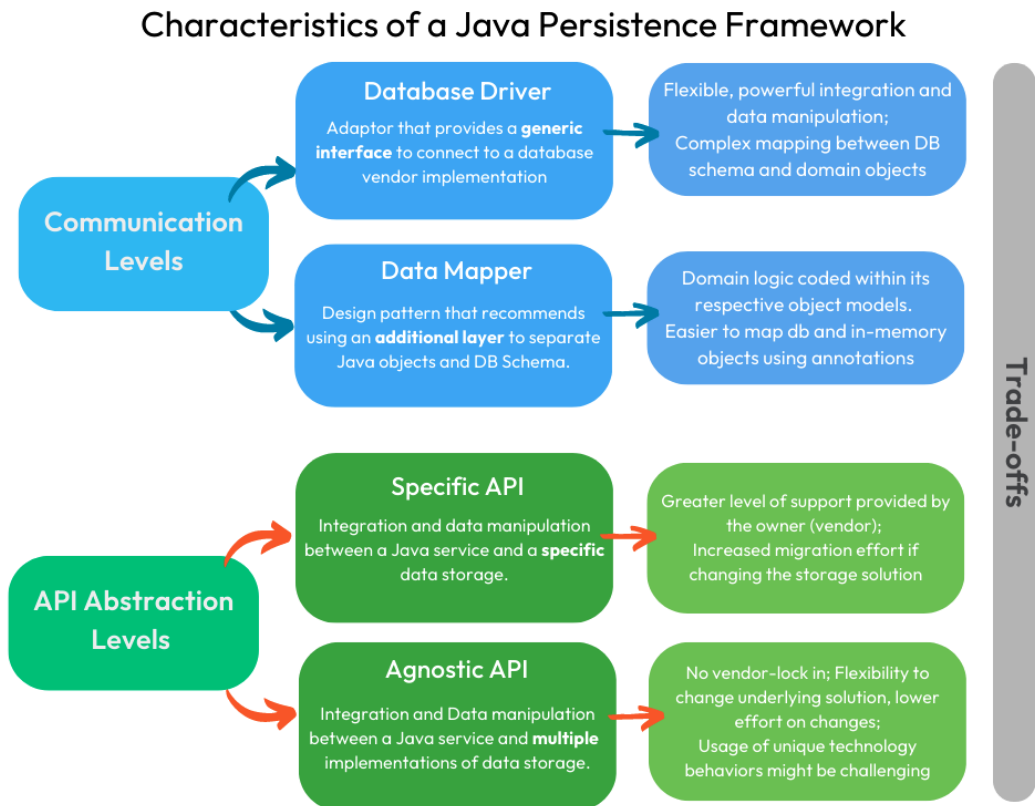 Characteristics of a Java Persistence Framework
Communication
Levels
Database Driver
Adaptor that provides a generic
interface to connect to a database
vendor implementation
Flexible, powerful integration and
data manipulation;
Complex mapping between DB
schema and domain objects
Data Mapper
Design pattern that recommends
using an additional layer to separate
Java objects and DB Schema.
Domain logic coded within its
respective object models.
Easier to map db and in-memory
objects using annotations
API Abstraction
Levels
Specific API
Integration and data manipulation
between a Java service and a specific
data storage.
Greater level of support provided by
the owner (vendor);
Increased migration effort if
changing the storage solution
Agnostic API
Integration and Data manipulation
between a Java service and multiple
implementations of data storage.
No vendor-lock in; Flexibility to
change underlying solution, lower
effort on changes;
Usage of unique technology
behaviors might be challenging
Trade-offs